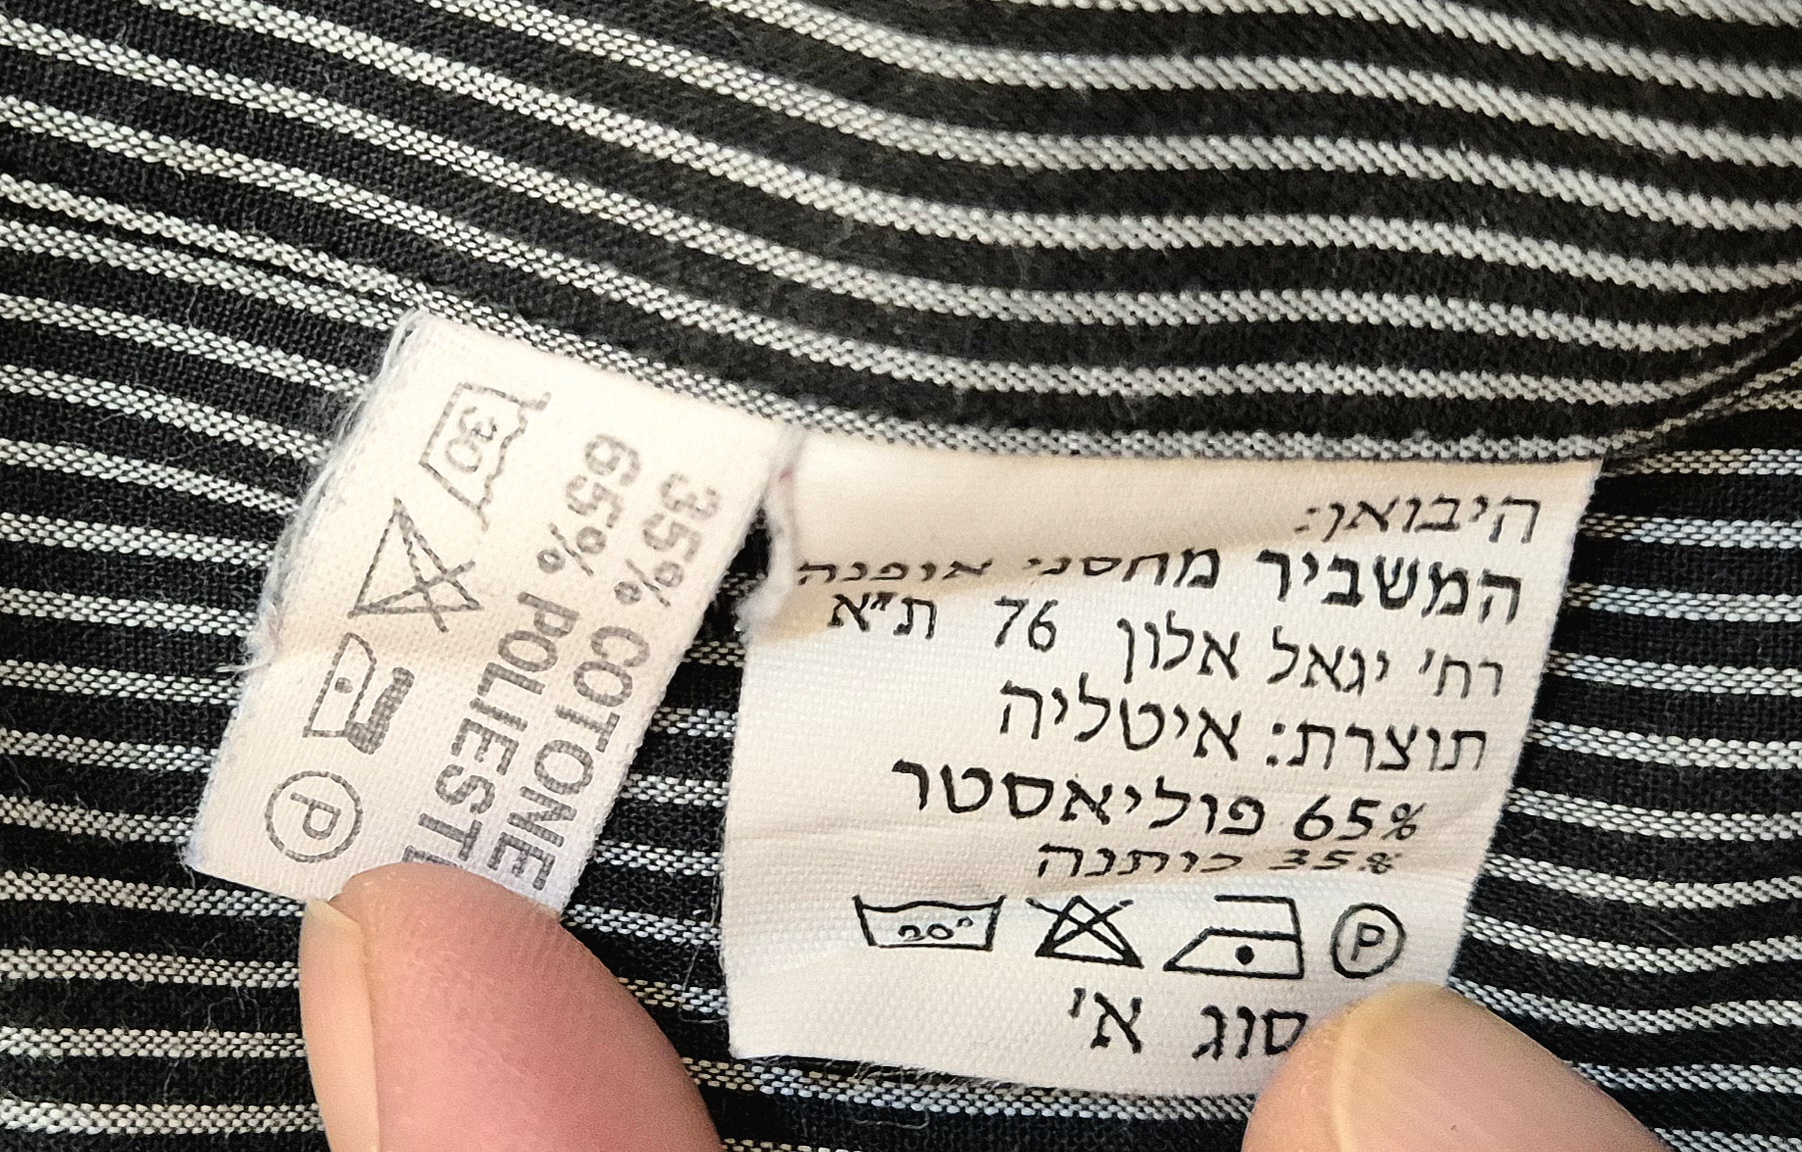 30
35% COTONE
65% POLIEST
P
היבואן:
המשביר מחסני אופנה
רח' יגאל אלון 76 ת"א
תוצרת: איטליה
65% פוליאסטר
35% כותנה
P
סוג א'